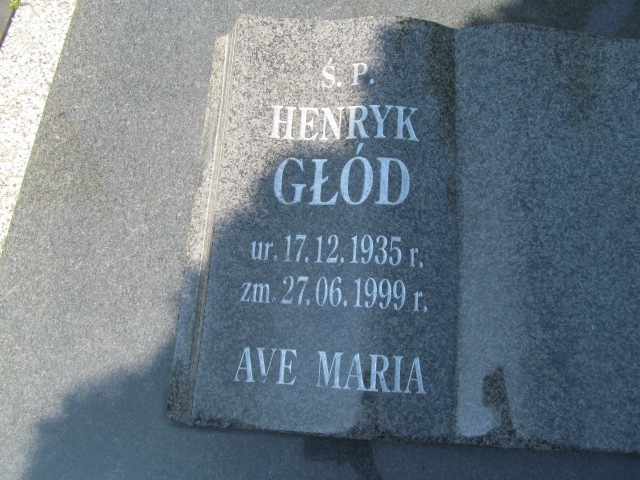 Ś. P.
HENRYK
GŁÓD
ur. 17.12.1935 r.
zm. 27.06.1999 r.
AVE MARIA